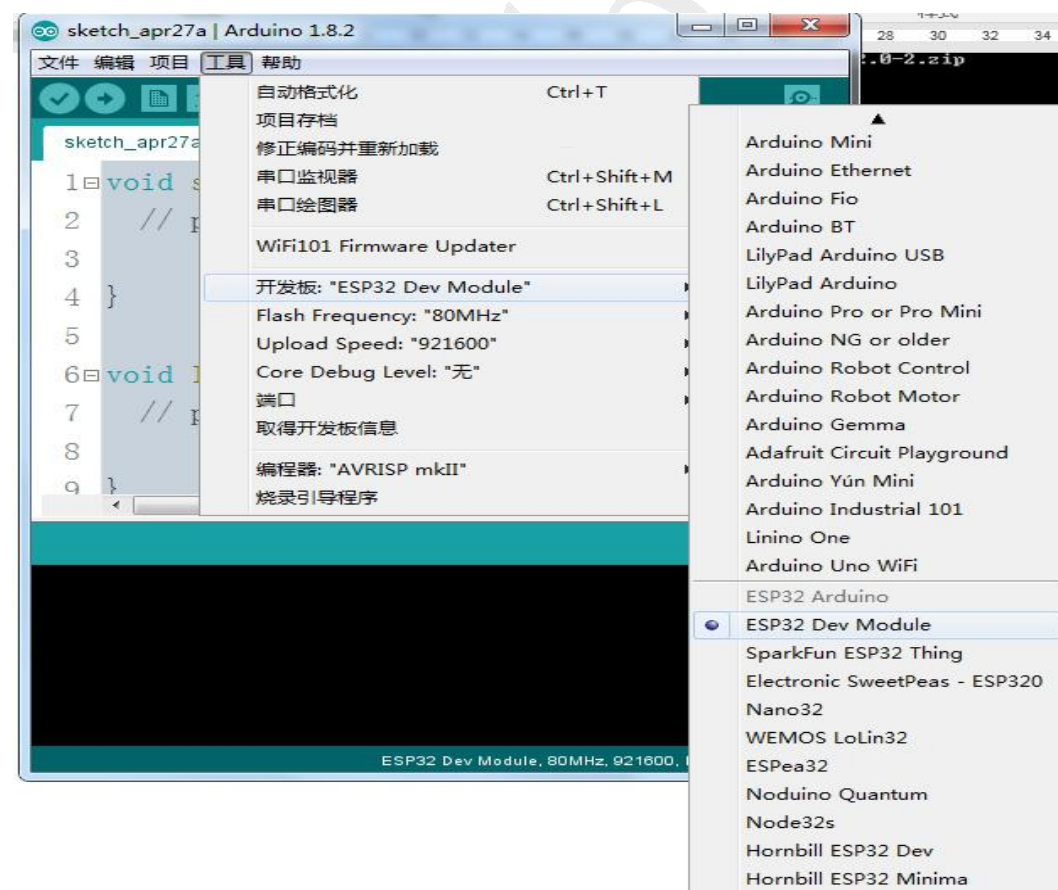 sketch_apr27a | Arduino 1.8.2
文件 编辑 项目 工具 帮助
28 30 32 34
2.0-2.zip
sketch_apr27a
1 void s
2 // p
3
4 }
5
6 void l
7 // p
8
9 }
自动格式化 Ctrl+T
项目存档
修正编码并重新加载
串口监视器 Ctrl+Shift+M
串口绘图器 Ctrl+Shift+L
WiFi101 Firmware Updater
开发板: "ESP32 Dev Module"
Flash Frequency: "80MHz"
Upload Speed: "921600"
Core Debug Level: "无"
端口
取得开发板信息
编程器: "AVRISP mkII"
烧录引导程序
Arduino Mini
Arduino Ethernet
Arduino Fio
Arduino BT
LilyPad Arduino USB
LilyPad Arduino
Arduino Pro or Pro Mini
Arduino NG or older
Arduino Robot Control
Arduino Robot Motor
Arduino Gemma
Adafruit Circuit Playground
Arduino Yún Mini
Arduino Industrial 101
Linino One
Arduino Uno WiFi
ESP32 Arduino
ESP32 Dev Module
SparkFun ESP32 Thing
Electronic SweetPeas - ESP320
Nano32
WEMOS LoLin32
ESPea32
Noduino Quantum
Node32s
Hornbill ESP32 Dev
Hornbill ESP32 Minima
ESP32 Dev Module, 80MHz, 921600,